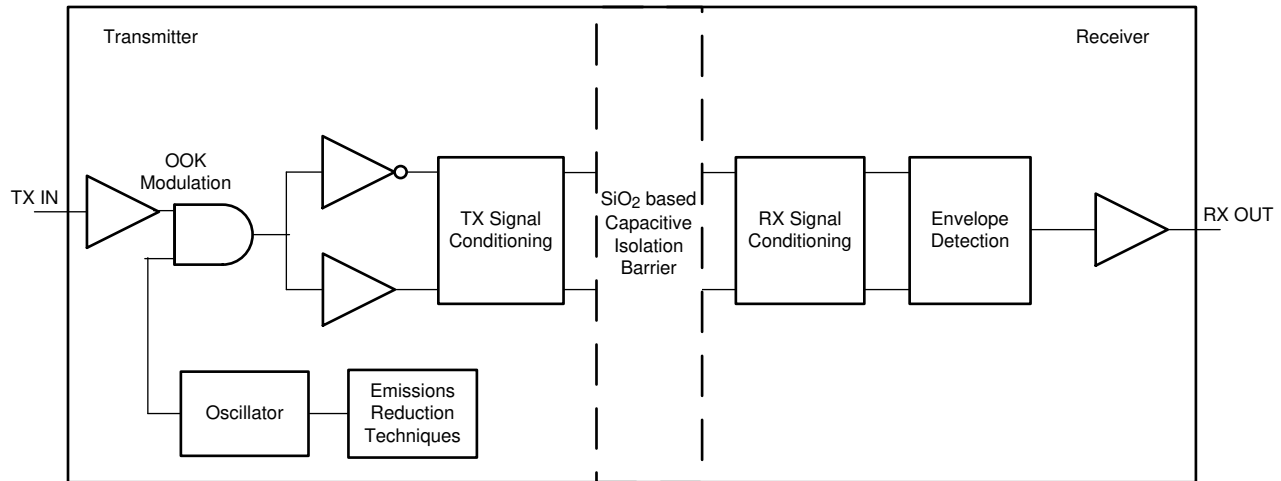 Transmitter
Receiver
OOK
Modulation
TX IN
TX Signal
Conditioning
SiO2 based
Capacitive
Isolation
Barrier
RX Signal
Conditioning
Envelope
Detection
RX OUT
Oscillator
Emissions
Reduction
Techniques